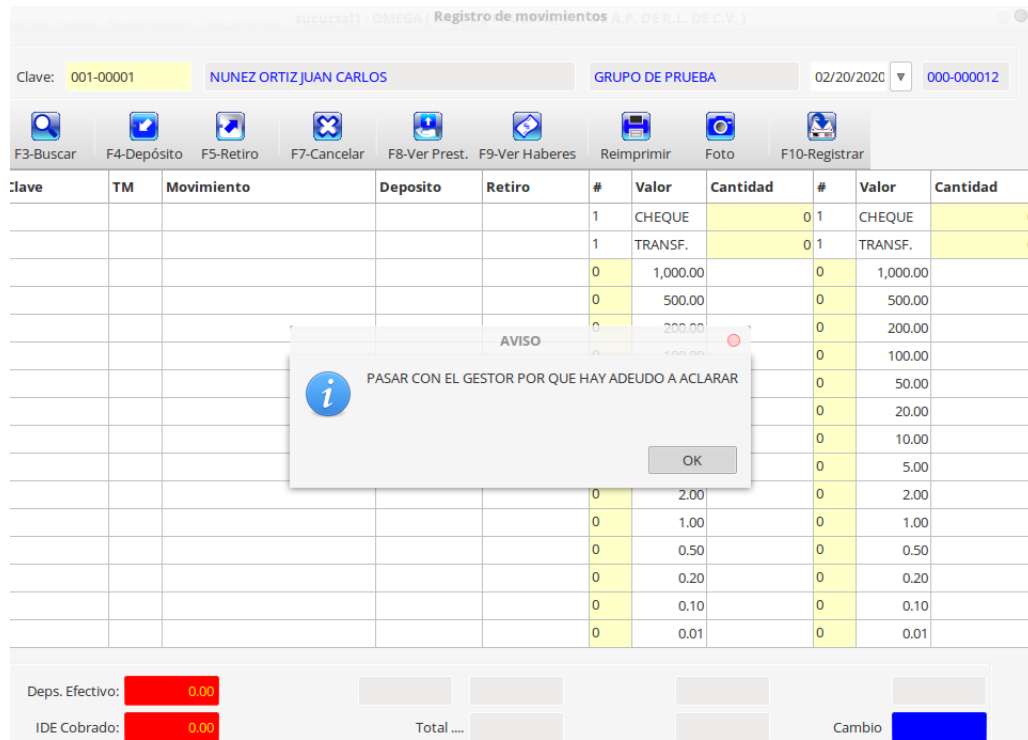 sucursal1 - OMEGA ( Registro de movimientos A.P. DE R.L. DE C.V. )
Clave: 001-00001 NUNEZ ORTIZ JUAN CARLOS GRUPO DE PRUEBA 02/20/2020 000-000012
F3-Buscar F4-Depósito F5-Retiro F7-Cancelar F8-Ver Prest. F9-Ver Haberes Reimprimir Foto F10-Registrar
Clave TM Movimiento Deposito Retiro # Valor Cantidad # Valor Cantidad
1 CHEQUE 0 1 CHEQUE
1 TRANSF. 0 1 TRANSF.
0 1,000.00 0 1,000.00
0 500.00 0 500.00
0 200.00 0 200.00
AVISO
0 100.00 0 100.00
PASAR CON EL GESTOR POR QUE HAY ADEUDO A ACLARAR
0 50.00
0 20.00
0 10.00
OK
0 5.00
0 2.00 0 2.00
0 1.00 0 1.00
0 0.50 0 0.50
0 0.20 0 0.20
0 0.10 0 0.10
0 0.01 0 0.01
Deps. Efectivo: 0.00
IDE Cobrado: 0.00 Total .... Cambio